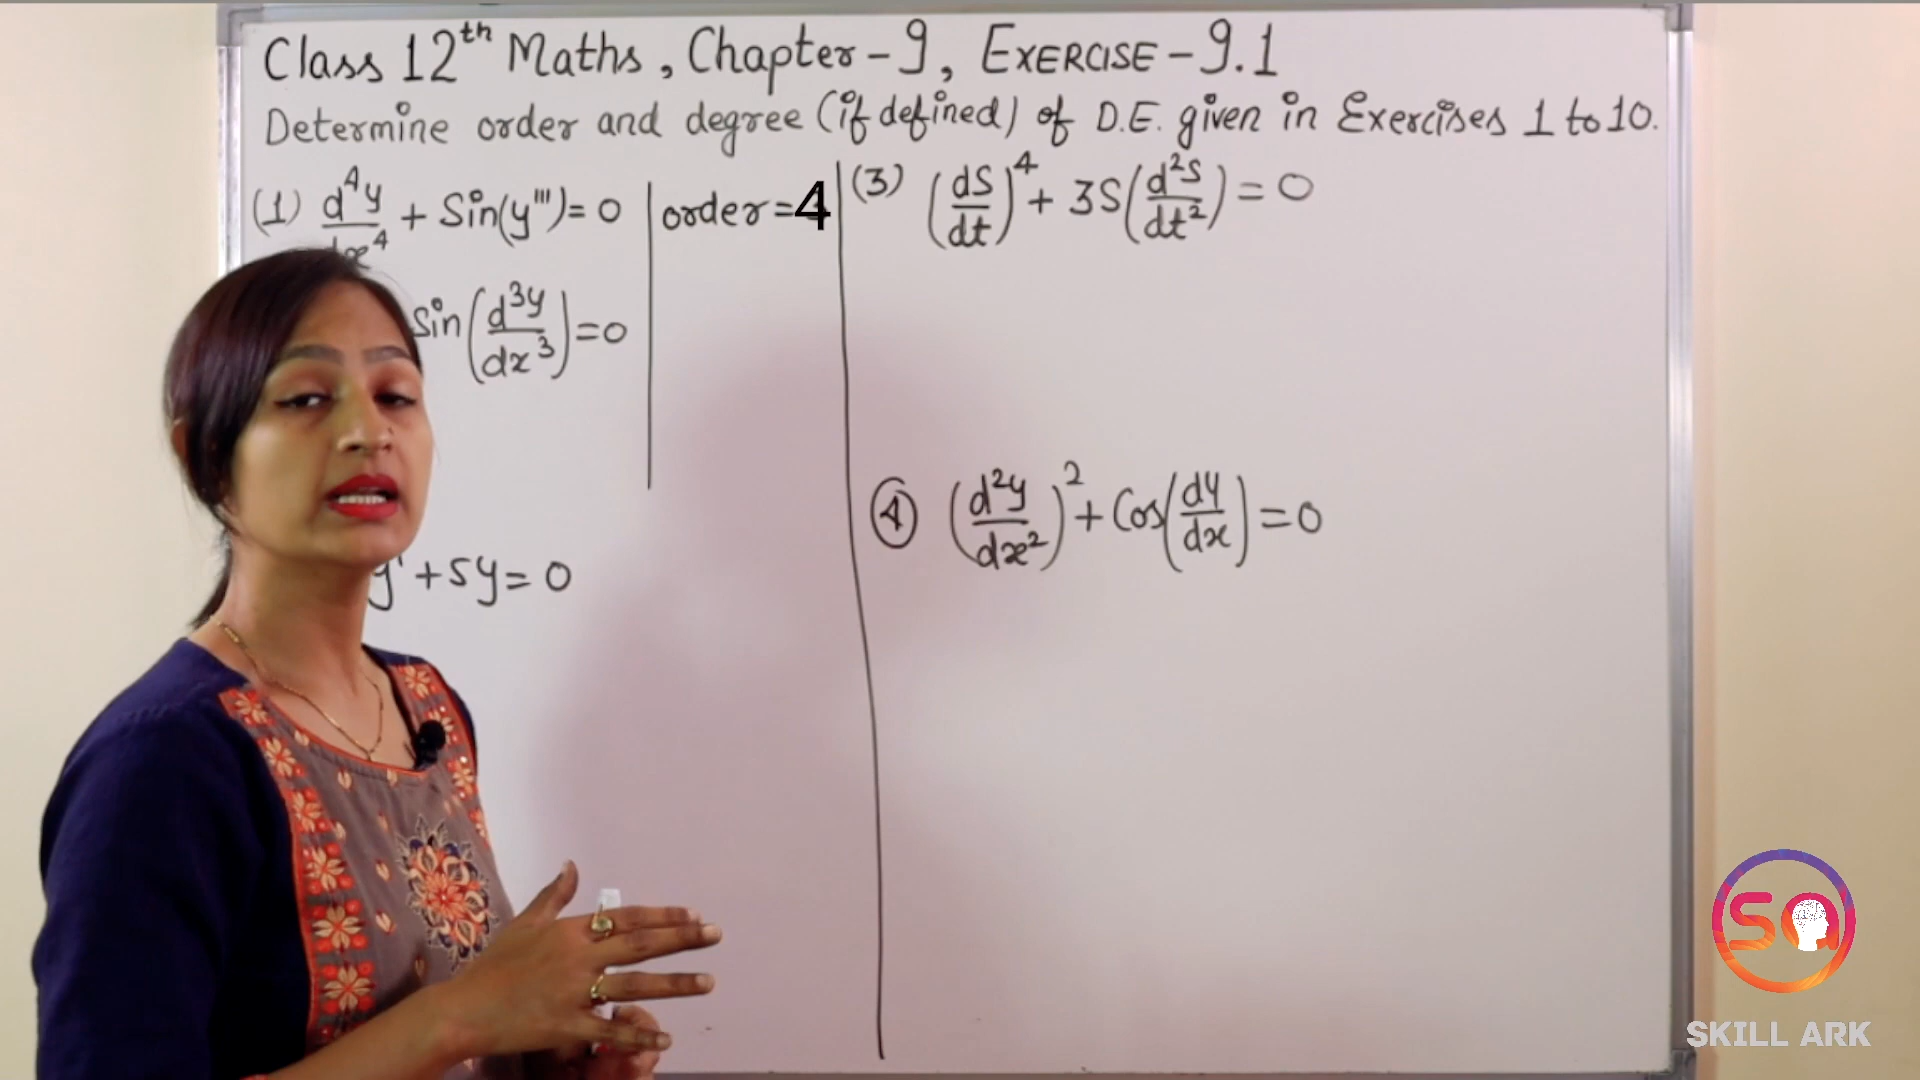 Class 12th Maths, Chapter-9, EXERCISE-9.1
Determine order and degree (if defined) of D.E. given in Exercises 1 to 10.
(1) d⁴y/dx⁴ + Sin(y''')= 0
order=4
Sin(d³y/dx³)=0
y' +5y= 0
(3) (dS/dt)⁴ + 3S(d²S/dt²) = 0
④ (d²y/dx²)² + Cos(dy/dx) = 0
SA
SKILL ARK